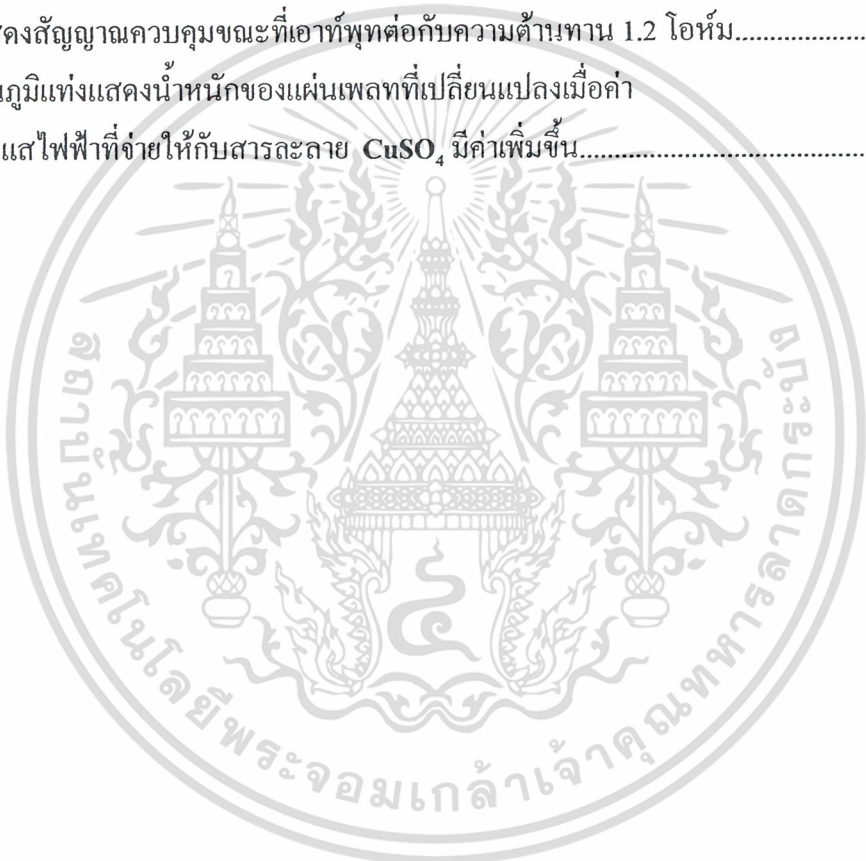 แสดงสัญญาณควบคุมขณะที่เอาท์พุทต่อกับความต้านทาน 1.2 โอห์ม..................
ภูมิแท่งแสดงน้ำหนักของแผ่นเพลทที่เปลี่ยนแปลงเมื่อค่า
แสไฟฟ้าที่จ่ายให้กับสารละลาย CuSO₄ มีค่าเพิ่มขึ้น........................................
สถาบันเทคโนโลยีพระจอมเกล้าเจ้าคุณทหารลาดกระบัง